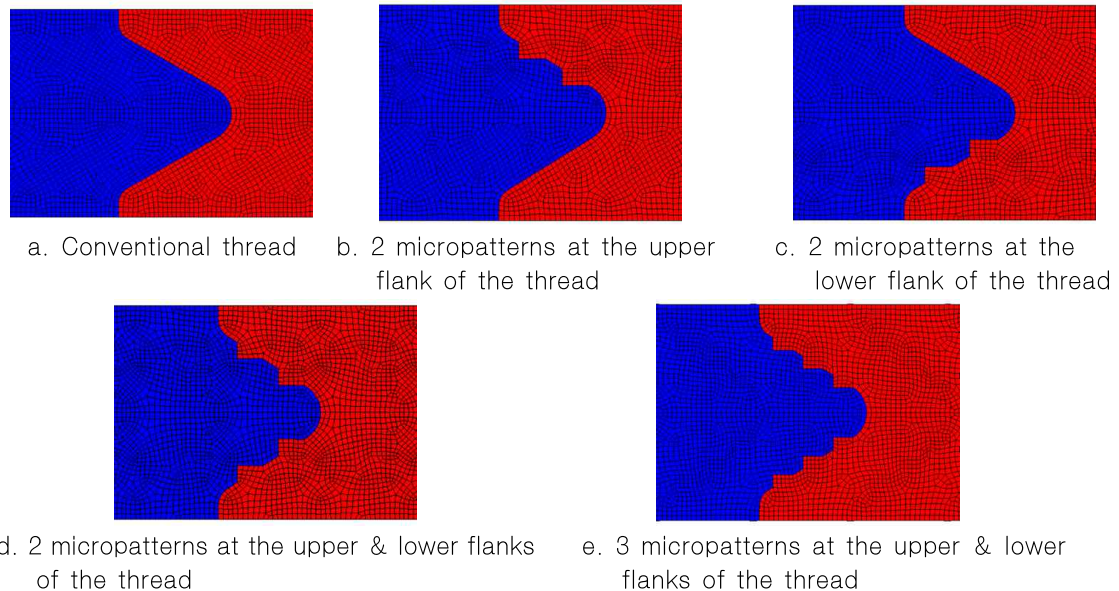 a. Conventional thread
b. 2 micropatterns at the upper
flank of the thread
c. 2 micropatterns at the
lower flank of the thread
d. 2 micropatterns at the upper & lower flanks
of the thread
e. 3 micropatterns at the upper & lower
flanks of the thread